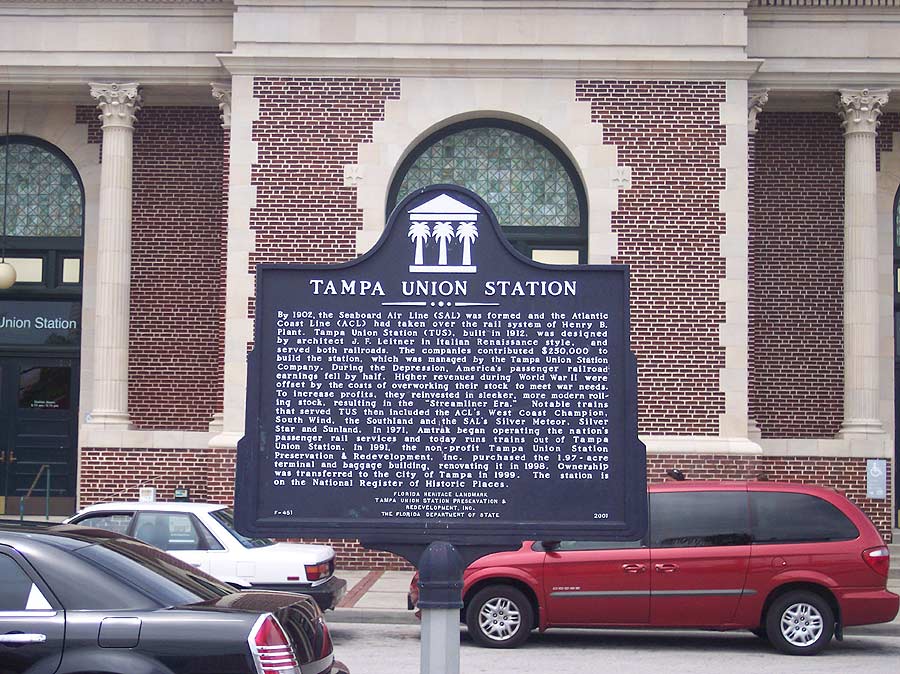 TAMPA UNION STATION
By 1902, the Seaboard Air Line (SAL) was formed and the Atlantic
Coast Line (ACL) had taken over the rail system of Henry B.
Plant. Tampa Union Station (TUS), built in 1912, was designed
by architect J. F. Leitner in Italian Renaissance style, and
served both railroads. The companies contributed $250,000 to
build the station, which was managed by the Tampa Union Station
Company. During the Depression, America's passenger railroad
earnings fell by half. Higher revenues during World War II were
offset by the costs of overworking their stock to meet war needs.
To increase profits, they reinvested in sleeker, more modern roll-
ing stock, resulting in the "Streamliner Era." Notable trains
that served TUS then included the ACL's West Coast Champion,
South Wind, the Southland and the SAL's Silver Meteor, Silver
Star and Sunland. In 1971, Amtrak began operating the nation's
passenger rail services and today runs trains out of Tampa
Union Station. In 1991, the non-profit Tampa Union Station
Preservation & Redevelopment, Inc. purchased the 1.97-acre
terminal and baggage building, renovating it in 1998. Ownership
was transferred to the City of Tampa in 1999. The station is
on the National Register of Historic Places.
FLORIDA HERITAGE LANDMARK
TAMPA UNION STATION PRESERVATION &
REDEVELOPMENT, INC.
THE FLORIDA DEPARTMENT OF STATE
F-451
2001
Union Station